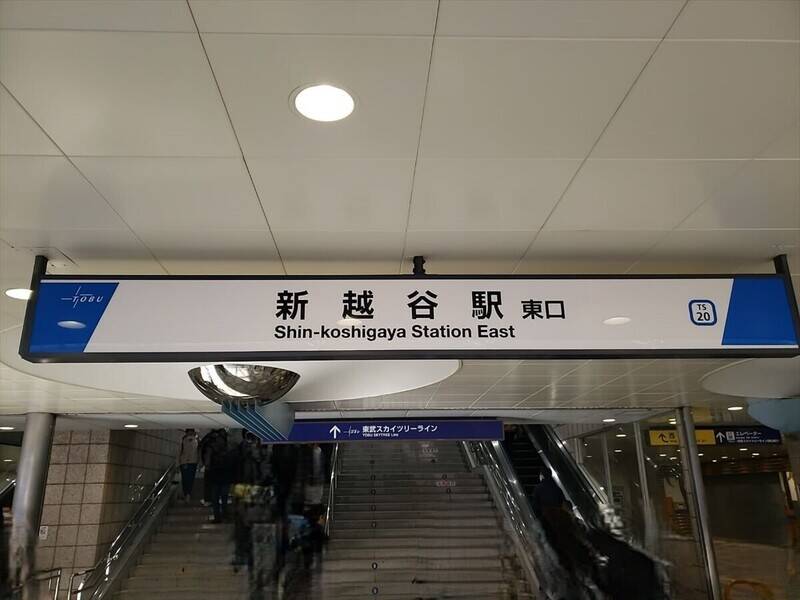 TOBU
新越谷駅 東口
Shin-koshigaya Station East
TS
20
東武スカイツリーライン
TOBU SKYTREE Line
エレベーター